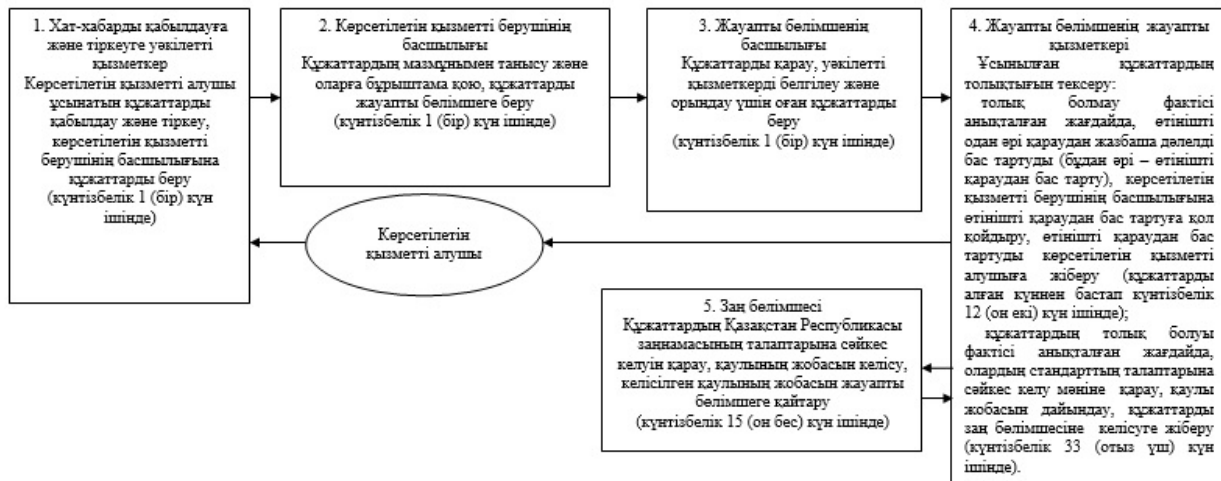 1. Хат-хабарды қабылдауға
және тіркеуге уәкілетті
қызметкер
Көрсетілетін қызметті алушы
ұсынатын құжаттарды
қабылдау және тіркеу,
көрсетілетін қызметті
берушінің басшылығына
құжаттарды беру
(күнтізбелік 1 (бір) күн
ішінде)
2. Көрсетілетін қызметті берушінің
басшылығы
Құжаттардың мазмұнымен танысу және
оларға бұрыштама қою, құжаттарды
жауапты бөлімшеге беру
(күнтізбелік 1 (бір) күн ішінде)
3. Жауапты бөлімшенің
басшылығы
Құжаттарды қарау, уәкілетті
қызметкерді белгілеу және
орындау үшін оған құжаттарды
беру
(күнтізбелік 1 (бір) күн ішінде)
4. Жауапты бөлімшенің жауапты
қызметкері
Ұсынылған құжаттардың
толықтығын тексеру:
толық болмау фактісі
анықталған жағдайда, өтінішті
одан әрі қараудан жазбаша дәлелді
бас тартуды (бұдан әрі – өтінішті
қараудан бас тарту), көрсетілетін
қызметті берушінің басшылығына
өтінішті қараудан бас тартуға қол
қойдыру, өтінішті қараудан бас
тартуды көрсетілетін қызметті
алушыға жіберу (құжаттарды
алған күннен бастап күнтізбелік
12 (он екі) күн ішінде);
құжаттардың толық болуы
фактісі анықталған жағдайда,
олардың стандарттың талаптарына
сәйкес келу мәніне қарау, қаулы
жобасын дайындау, құжаттарды
заң бөлімшесіне келісуге жіберу
(күнтізбелік 33 (отыз үш) күн
ішінде).
Көрсетілетін
қызметті алушы
5. Заң бөлімшесі
Құжаттардың Қазақстан Республикасы
заңнамасының талаптарына сәйкес
келуін қарау, қаулының жобасын келісу,
келісілген қаулының жобасын жауапты
бөлімшеге қайтару
(күнтізбелік 15 (он бес) күн ішінде)